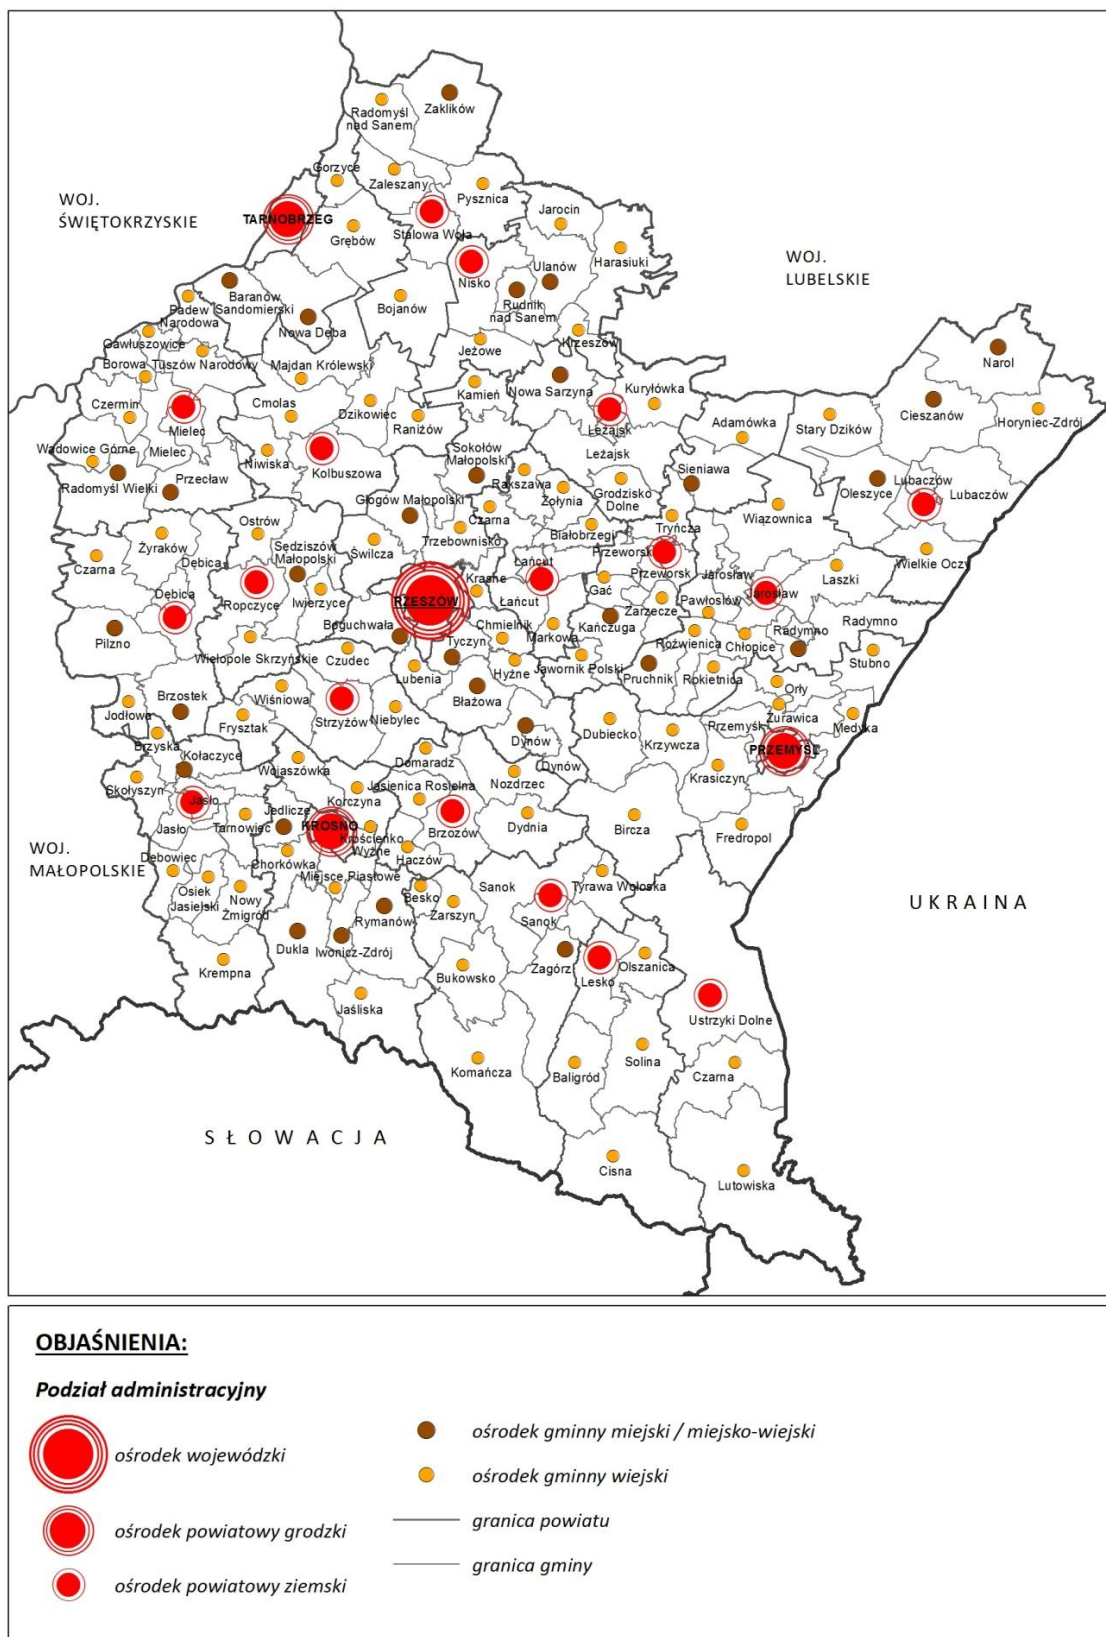 Zaklików
Radomyśl
nad Sanem
Gorzyce
Zaleszany
Pysznica
WOJ.
ŚWIĘTOKRZYSKIE
TARNOBRZEG
Stalowa Wola
Jarocin
Grębów
Harasiuki
WOJ.
LUBELSKIE
Nisko
Ulanów
Baranów
Sandomierski
Rudnik
nad Sanem
Padew
Narodowa
Bojanów
Nowa Dęba
Gawłuszowice
Krzeszów
Jeżowe
Narol
Borowa
Tuszów Narodowy
Majdan Królewski
Kamień
Nowa Sarzyna
Kuryłówka
Czermin
Cmolas
Dzikowiec
Raniżów
Leżajsk
Adamówka
Stary Dzików
Cieszanów
Horyniec-Zdrój
Mielec
Wadowice Górne
Mielec
Niwiska
Kolbuszowa
Sokołów
Małopolski
Leżajsk
Sieniawa
Radomyśl Wielki
Przecław
Rakszawa
Żołynia
Grodzisko
Dolne
Oleszyce
Lubaczów
Lubaczów
Głogów Małopolski
Czarna
Wiązownica
Ostrów
Trzebownisko
Białobrzegi
Tryńcza
Żyraków
Dębica
Sędziszów
Małopolski
Świlcza
Przeworsk
Czarna
Łańcut
Przeworsk
Jarosław
Wielkie Oczy
Krasne
Laszki
Dębica
Ropczyce
Iwierzyce
RZESZÓW
Łańcut
Gać
Pawłosiów
Jarosław
Zarzecze
Boguchwała
Chmielnik
Markowa
Kańczuga
Radymno
Radymno
Pilzno
Tyczyn
Roźwienica
Chłopice
Wielopole Skrzyńskie
Czudec
Lubenia
Hyżne
Jawornik Polski
Pruchnik
Rokietnica
Stubno
Brzostek
Wiśniowa
Błażowa
Orły
Jodłowa
Frysztak
Strzyżów
Niebylec
Dubiecko
Przemyśl
Żurawica
Medyka
Brzyska
Dynów
Krzywcza
PRZEMYŚL
Kołaczyce
Wojaszówka
Domaradz
Dynów
Skołyszyn
Nozdrzec
Krasiczyn
Jasienica Rosielna
Korczyna
Jasło
Jedlicze
Jasło
Tarnowiec
KROSNO
Brzozów
Dydnia
Bircza
Krościenko
Wyżne
Fredropol
WOJ.
MAŁOPOLSKIE
Dębowiec
Chorkówka
Haczów
Miejsce Piastowe
Sanok
Tyrawa Wołoska
Osiek
Jasielski
Nowy
Żmigród
Besko
Zarszyn
UKRAINA
Rymanów
Sanok
Dukla
Iwonicz-Zdrój
Zagórz
Olszanica
Krempna
Bukowsko
Lesko
Jaśliska
Ustrzyki Dolne
Komańcza
Baligród
Solina
Czarna
SŁOWACJA
Cisna
Lutowiska
OBJAŚNIENIA:
Podział administracyjny
ośrodek wojewódzki
ośrodek powiatowy grodzki
ośrodek powiatowy ziemski
ośrodek gminny miejski / miejsko-wiejski
ośrodek gminny wiejski
granica powiatu
granica gminy